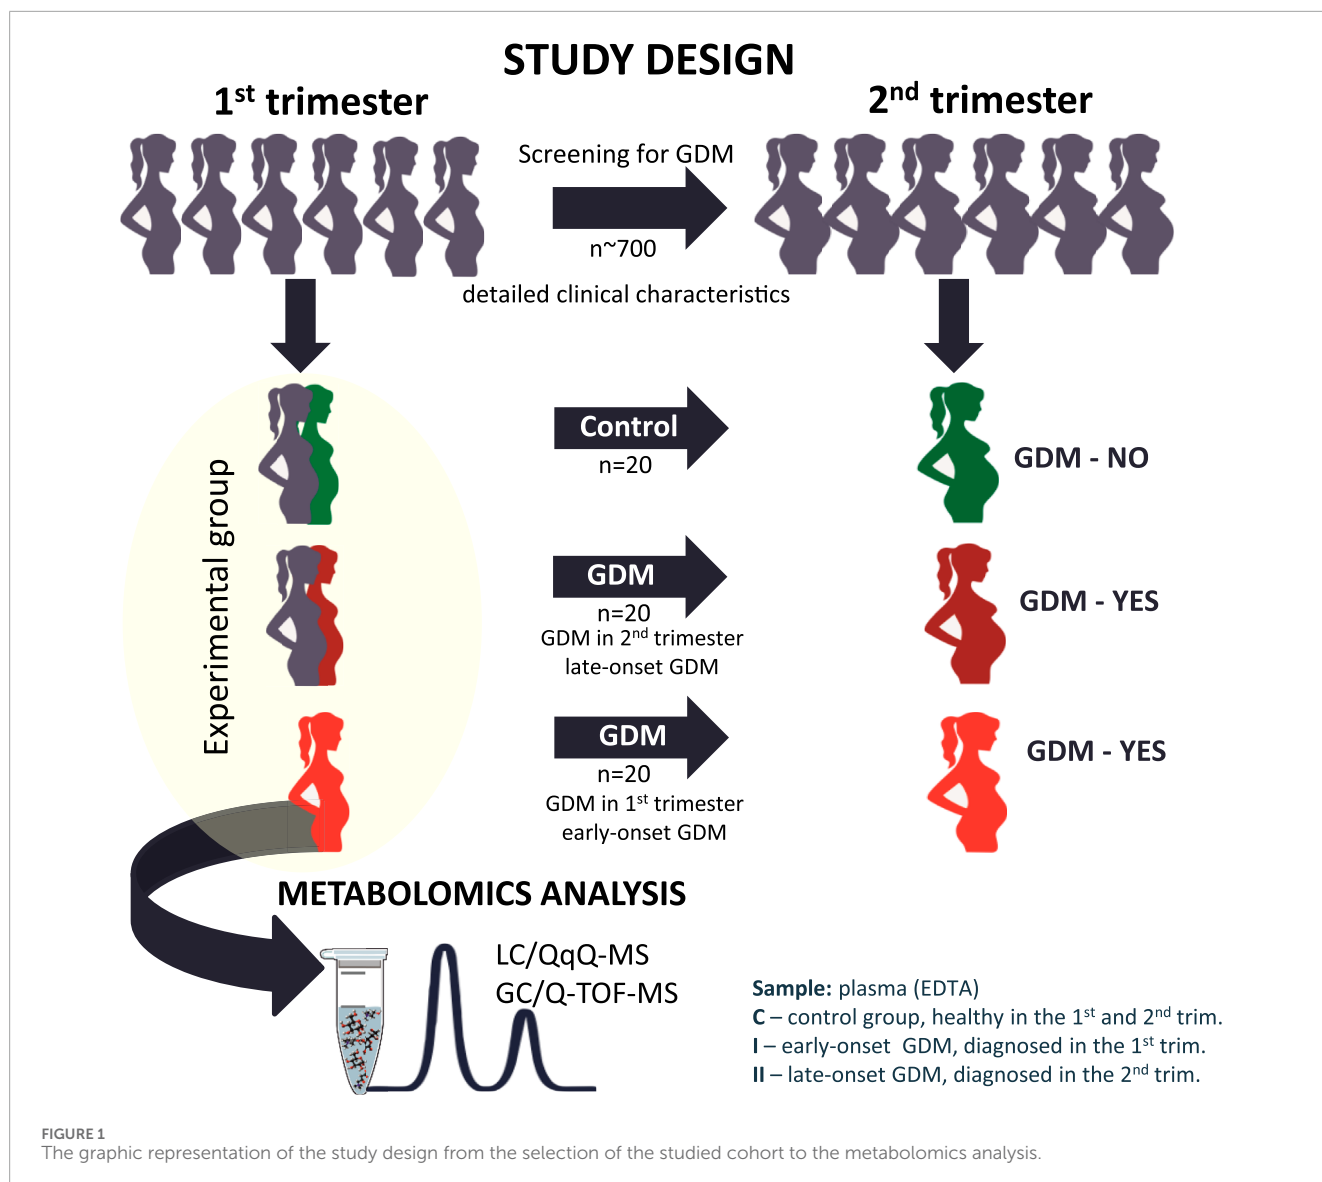 STUDY DESIGN
1st trimester
2nd trimester
Screening for GDM
n~700
detailed clinical characteristics
Experimental group
Control
n=20
GDM - NO
GDM
n=20
GDM in 2nd trimester
late-onset GDM
GDM - YES
GDM
n=20
GDM in 1st trimester
early-onset GDM
GDM - YES
METABOLOMICS ANALYSIS
LC/QqQ-MS
GC/Q-TOF-MS
Sample: plasma (EDTA)
C – control group, healthy in the 1st and 2nd trim.
I – early-onset GDM, diagnosed in the 1st trim.
II – late-onset GDM, diagnosed in the 2nd trim.
FIGURE 1
The graphic representation of the study design from the selection of the studied cohort to the metabolomics analysis.